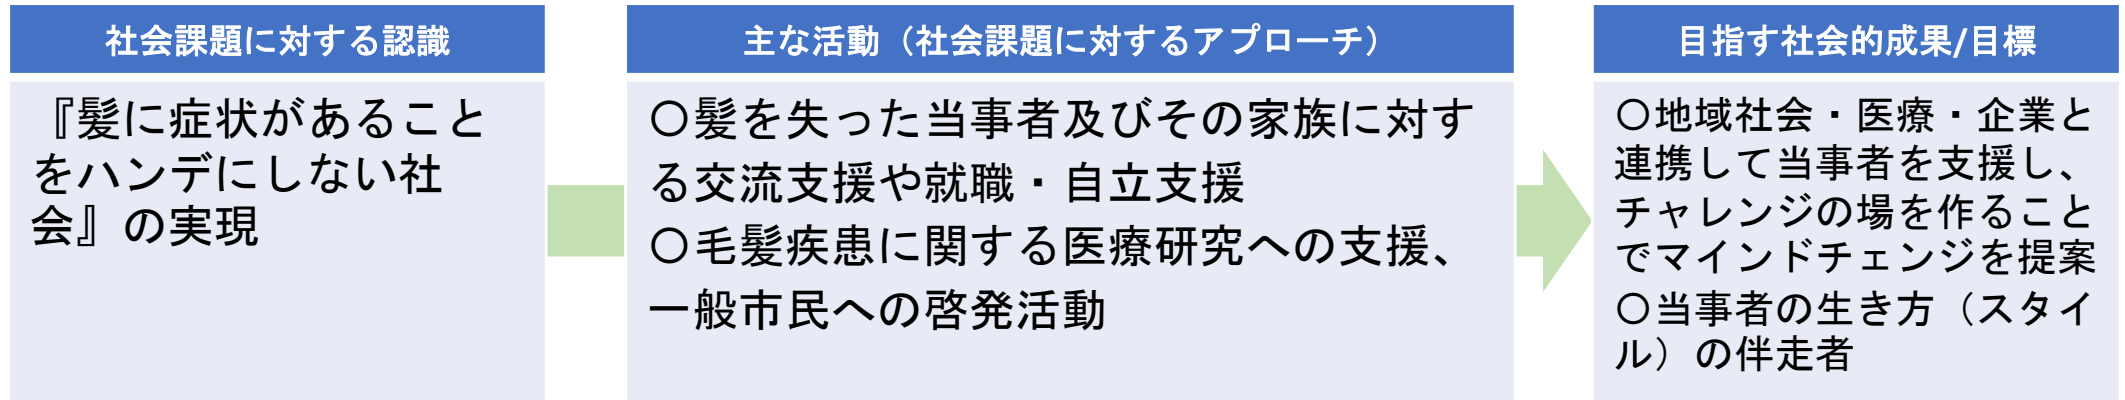 社会課題に対する認識
『髪に症状があること
をハンデにしない社
会』の実現
主な活動（社会課題に対するアプローチ）
〇髪を失った当事者及びその家族に対す
る交流支援や就職・自立支援
〇毛髪疾患に関する医療研究への支援、
一般市民への啓発活動
目指す社会的成果/目標
〇地域社会・医療・企業と
連携して当事者を支援し、
チャレンジの場を作ること
でマインドチェンジを提案
〇当事者の生き方（スタイ
ル）の伴走者